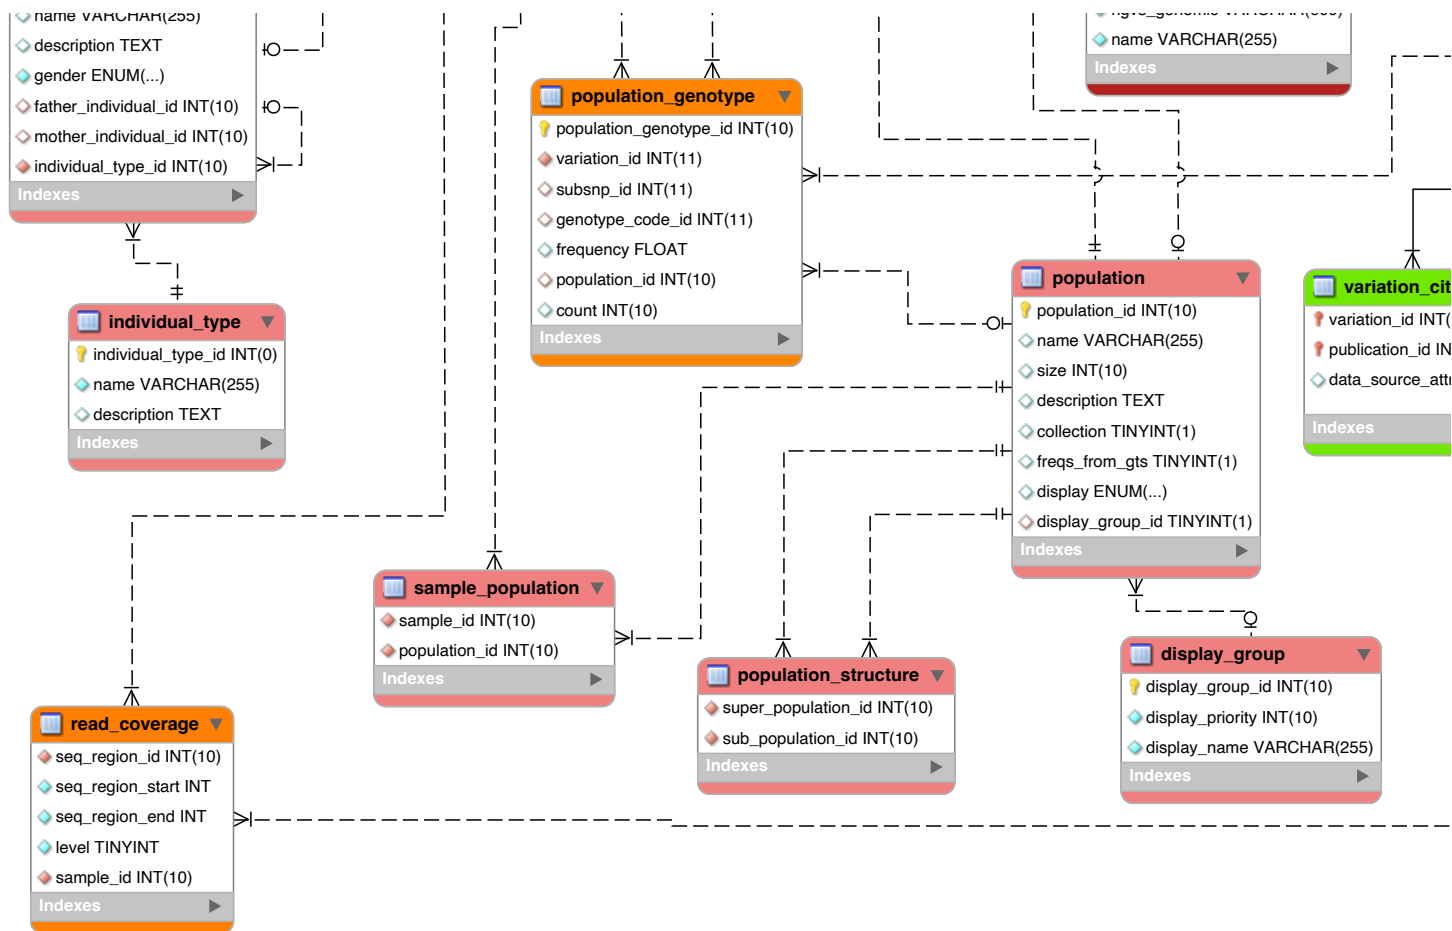 name VARCHAR(255)
description TEXT
gender ENUM(...)
father_individual_id INT(10)
mother_individual_id INT(10)
individual_type_id INT(10)
Indexes
individual_type
individual_type_id INT(0)
name VARCHAR(255)
description TEXT
Indexes
read_coverage
seq_region_id INT(10)
seq_region_start INT
seq_region_end INT
level TINYINT
sample_id INT(10)
Indexes
sample_population
sample_id INT(10)
population_id INT(10)
Indexes
population_genotype
population_genotype_id INT(10)
variation_id INT(11)
subsnp_id INT(11)
genotype_code_id INT(11)
frequency FLOAT
population_id INT(10)
count INT(10)
Indexes
population_structure
super_population_id INT(10)
sub_population_id INT(10)
Indexes
name VARCHAR(255)
Indexes
population
population_id INT(10)
name VARCHAR(255)
size INT(10)
description TEXT
collection TINYINT(1)
freqs_from_gts TINYINT(1)
display ENUM(...)
display_group_id TINYINT(1)
Indexes
display_group
display_group_id INT(10)
display_priority INT(10)
display_name VARCHAR(255)
Indexes
variation_cit
variation_id INT(
publication_id IN
data_source_attr
Indexes